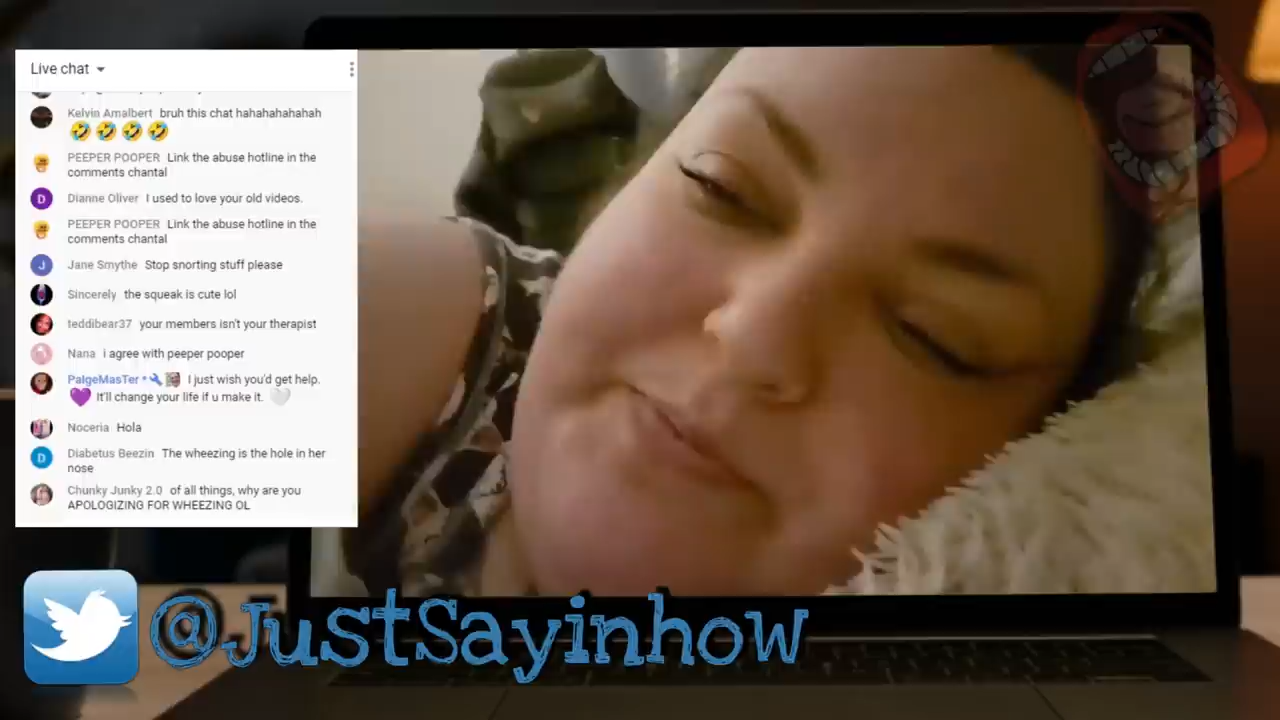 Live chat
Kelvin Amalbert bruh this chat hahahahahahah
PEEPER POOPER Link the abuse hotline in the
comments chantal
Dianne Oliver I used to love your old videos.
PEEPER POOPER Link the abuse hotline in the
comments chantal
Jane Smythe Stop snorting stuff please
Sincerely the squeak is cute lol
teddibear37 your members isn't your therapist
Nana i agree with peeper pooper
PaigeMasTer I just wish you'd get help.
It'll change your life if u make it.
Noceria Hola
Diabetus Beezin The wheezing is the hole in her
nose
Chunky Junky 2.0 of all things, why are you
APOLOGIZING FOR WHEEZING OL
@JustSayinhow